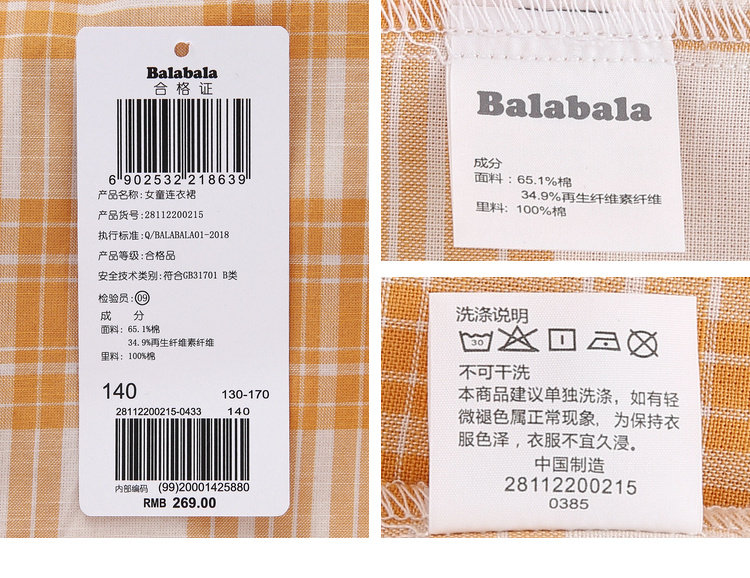 Balabala
合格证
6 902532 218639
产品名称: 女童连衣裙
产品货号: 28112200215
执行标准: Q/BALABALA01-2018
产品等级: 合格品
安全技术类别: 符合GB31701 B类
检验员: 09
成 分
面料: 65.1%棉
34.9%再生纤维素纤维
里料: 100%棉
140 130-170
28112200215-0433 140
内部编码 (99)20001425880
RMB 269.00
Balabala
成分
面料: 65.1%棉
34.9%再生纤维素纤维
里料: 100%棉
洗涤说明
30
不可干洗
本商品建议单独洗涤，如有轻
微褪色属正常现象，为保持衣
服色泽，衣服不宜久浸。
中国制造
28112200215
0385